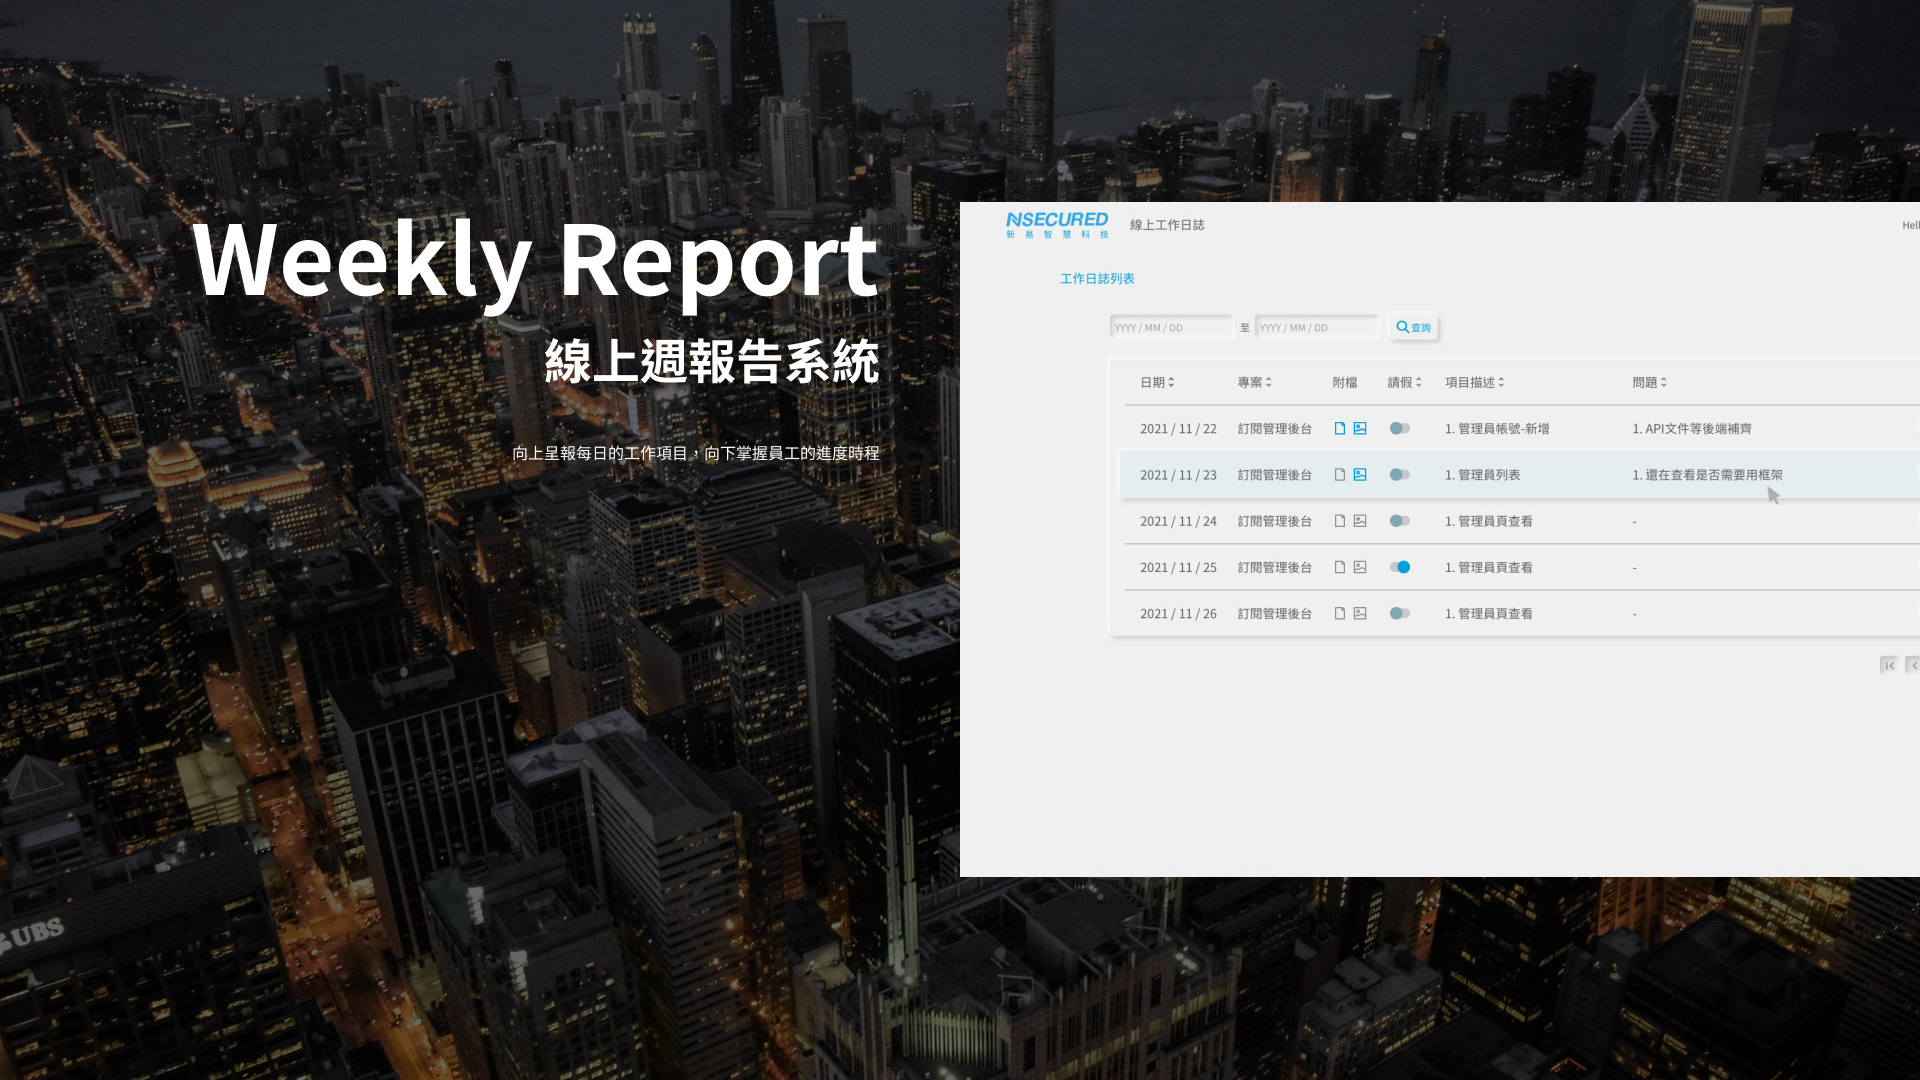 Weekly Report
線上週報告系統
向上呈報每日的工作項目，向下掌握員工的進度時程
UBS
NSECURED
新易智慧科技
線上工作日誌
Hell
工作日誌列表
YYYY / MM / DD 至 YYYY / MM / DD 查詢
日期 專案 附檔 請假 項目描述 問題
2021 / 11 / 22 訂閱管理後台 1. 管理員帳號-新增 1. API文件等後端補齊
2021 / 11 / 23 訂閱管理後台 1. 管理員列表 1. 還在查看是否需要用框架
2021 / 11 / 24 訂閱管理後台 1. 管理員頁查看 -
2021 / 11 / 25 訂閱管理後台 1. 管理員頁查看 -
2021 / 11 / 26 訂閱管理後台 1. 管理員頁查看 -